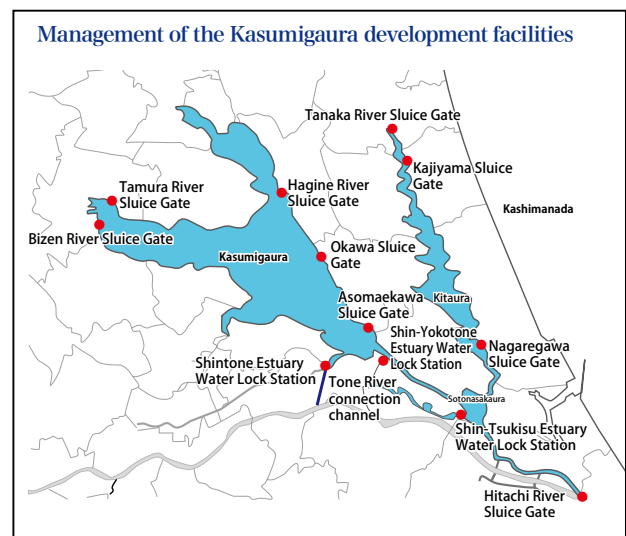 Management of the Kasumigaura development facilities
Tanaka River Sluice Gate
Kajiyama Sluice
Gate
Tamura River
Sluice Gate
Hagine River
Sluice Gate
Kashimanada
Bizen River Sluice Gate
Kasumigaura
Okawa Sluice
Gate
Kitaura
Asomaekawa
Sluice Gate
Shin-Yokotone
Estuary Water
Lock Station
Nagaregawa
Sluice Gate
Shintone Estuary
Water Lock Station
Tone River
connection
channel
Sotonasakaura
Shin-Tsukisu Estuary
Water Lock Station
Hitachi River
Sluice Gate